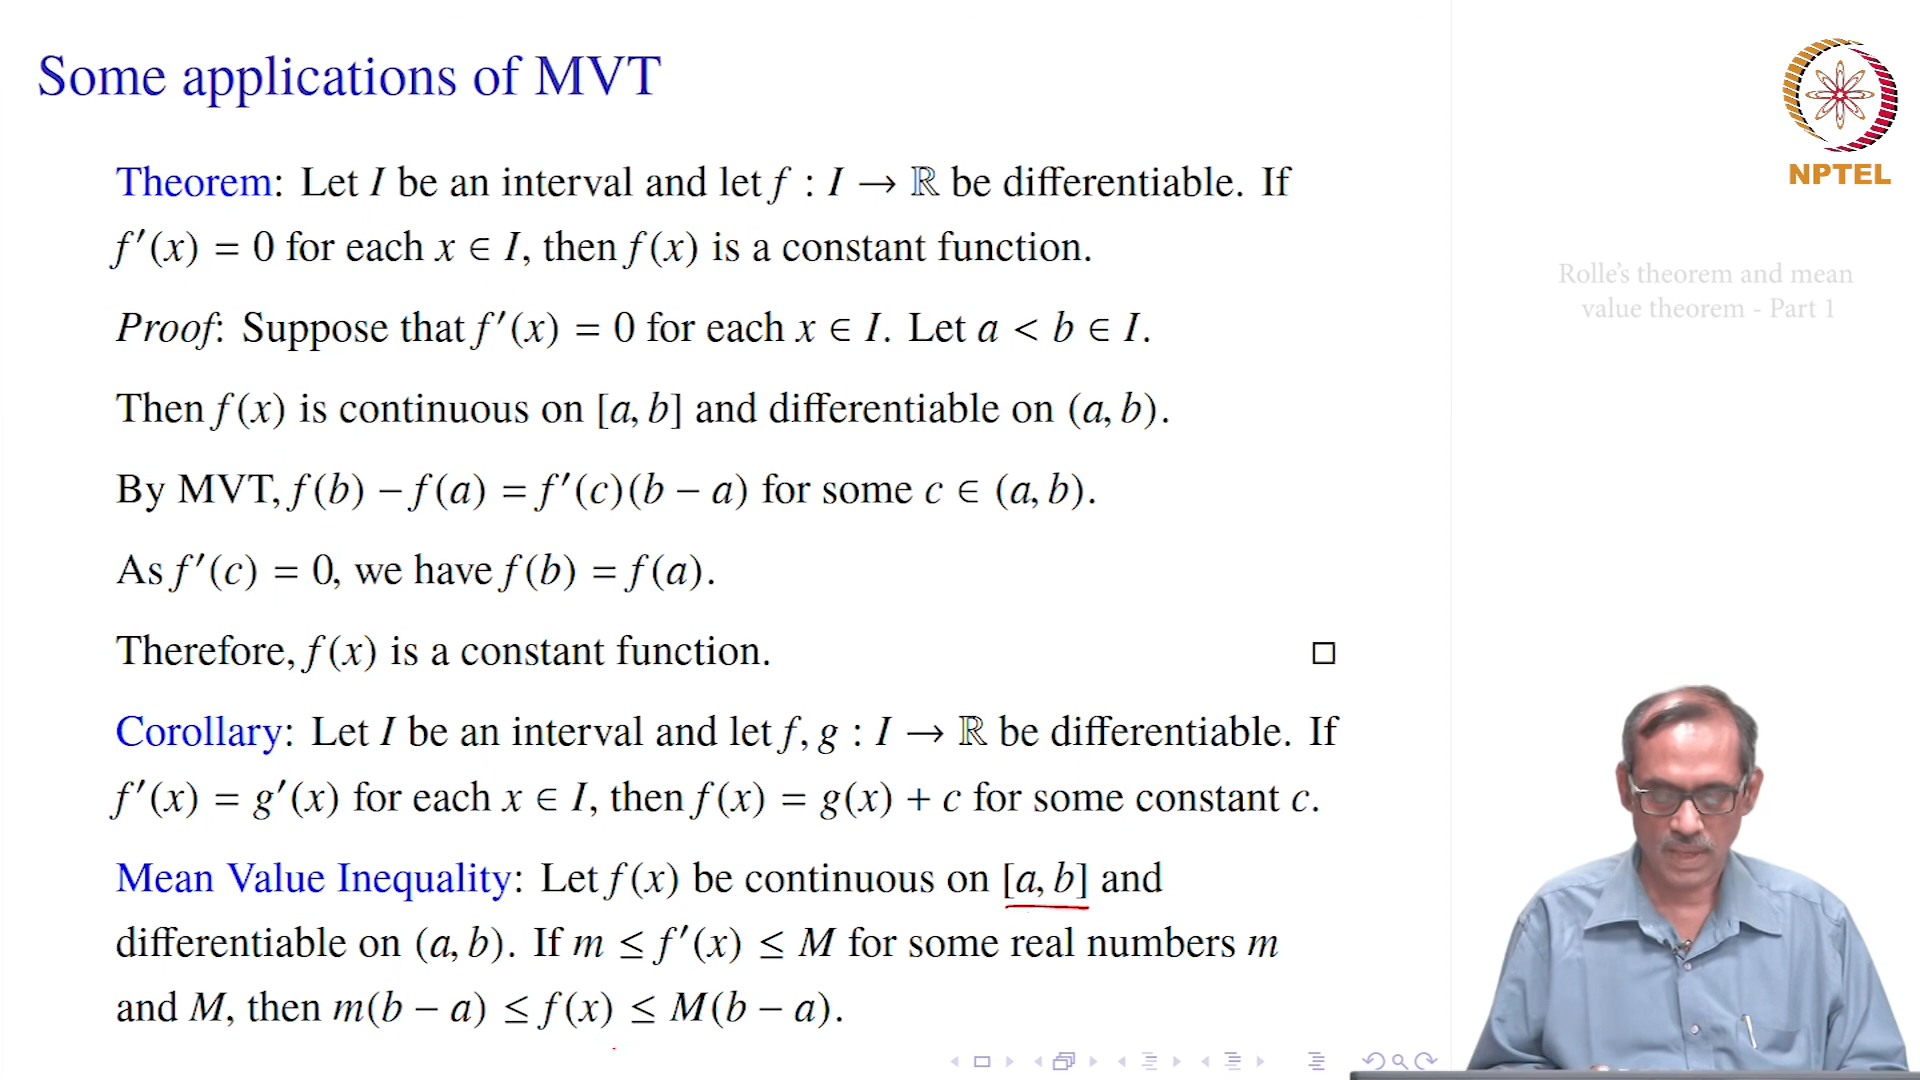 Some applications of MVT
NPTEL
Theorem: Let I be an interval and let f : I → ℝ be differentiable. If
f′(x) = 0 for each x ∈ I, then f(x) is a constant function.
Rolle's theorem and mean
value theorem - Part 1
Proof: Suppose that f′(x) = 0 for each x ∈ I. Let a < b ∈ I.
Then f(x) is continuous on [a, b] and differentiable on (a, b).
By MVT, f(b) − f(a) = f′(c)(b − a) for some c ∈ (a, b).
As f′(c) = 0, we have f(b) = f(a).
Therefore, f(x) is a constant function. □
Corollary: Let I be an interval and let f, g : I → ℝ be differentiable. If
f′(x) = g′(x) for each x ∈ I, then f(x) = g(x) + c for some constant c.
Mean Value Inequality: Let f(x) be continuous on [a, b] and
differentiable on (a, b). If m ≤ f′(x) ≤ M for some real numbers m
and M, then m(b − a) ≤ f(x) ≤ M(b − a).